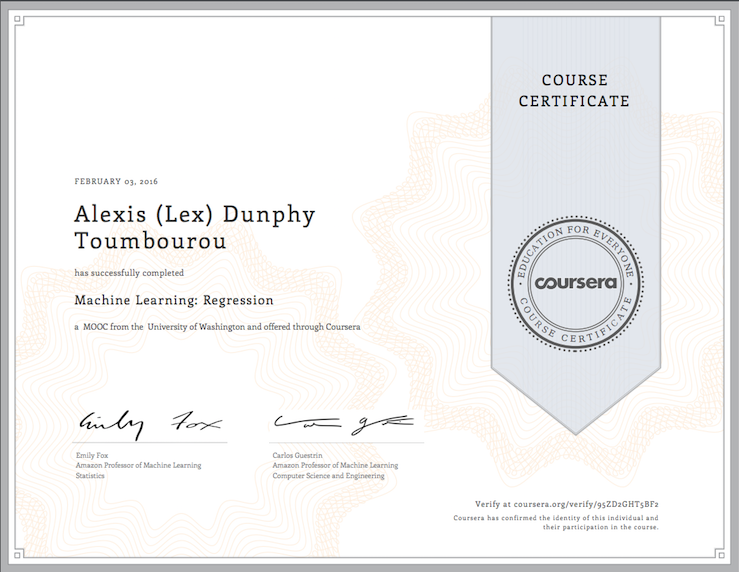 COURSE
CERTIFICATE
FEBRUARY 03, 2016
Alexis (Lex) Dunphy
Toumbourou
has successfully completed
Machine Learning: Regression
a MOOC from the University of Washington and offered through Coursera
EDUCATION FOR EVERYONE
coursera
COURSE CERTIFICATE
Emily Fox
Emily Fox
Amazon Professor of Machine Learning
Statistics
Carlos Guestrin
Amazon Professor of Machine Learning
Computer Science and Engineering
Verify at coursera.org/verify/95ZD2GHT5BF2
Coursera has confirmed the identity of this individual and
their participation in the course.